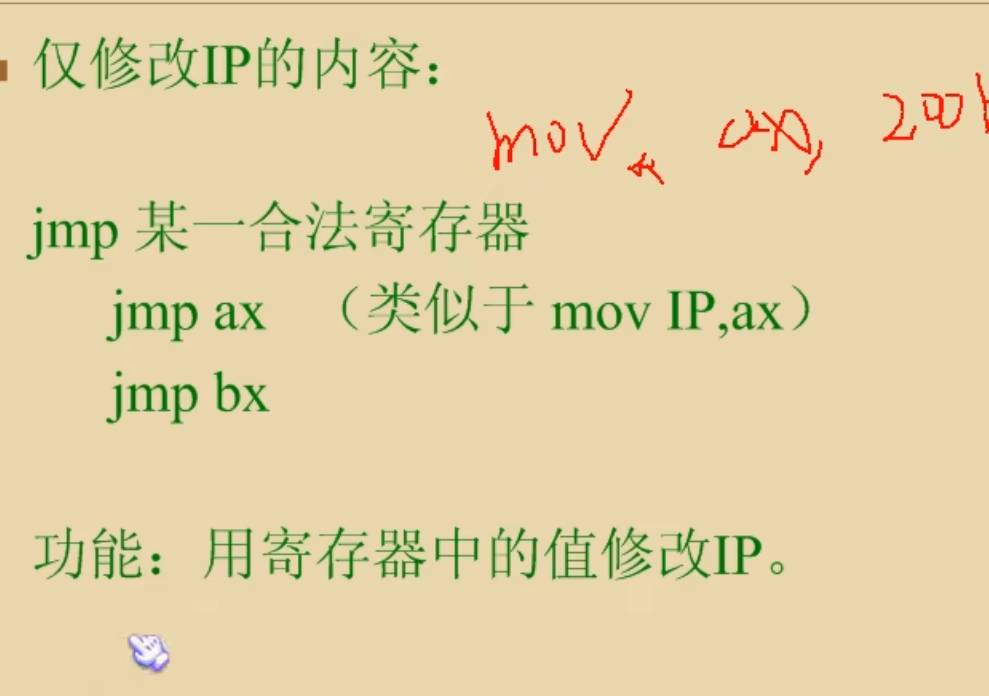 仅修改IP的内容：
mov ax, 200
jmp 某一合法寄存器
jmp ax （类似于 mov IP,ax）
jmp bx
功能：用寄存器中的值修改IP。